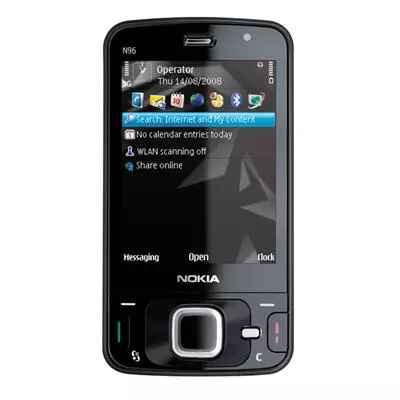 N96
3G
Operator
Thu 14/08/2008
Search: Internet and My content
No calendar entries today
WLAN scanning off
Share online
Messaging Open Clock
NOKIA
C